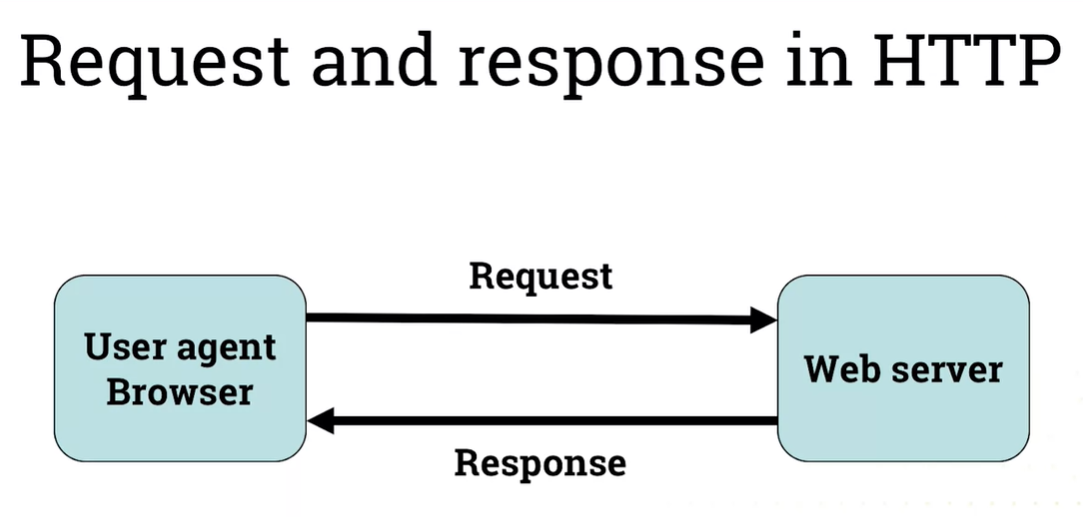 Request and response in HTTP
Request
User agent
Browser
Web server
Response